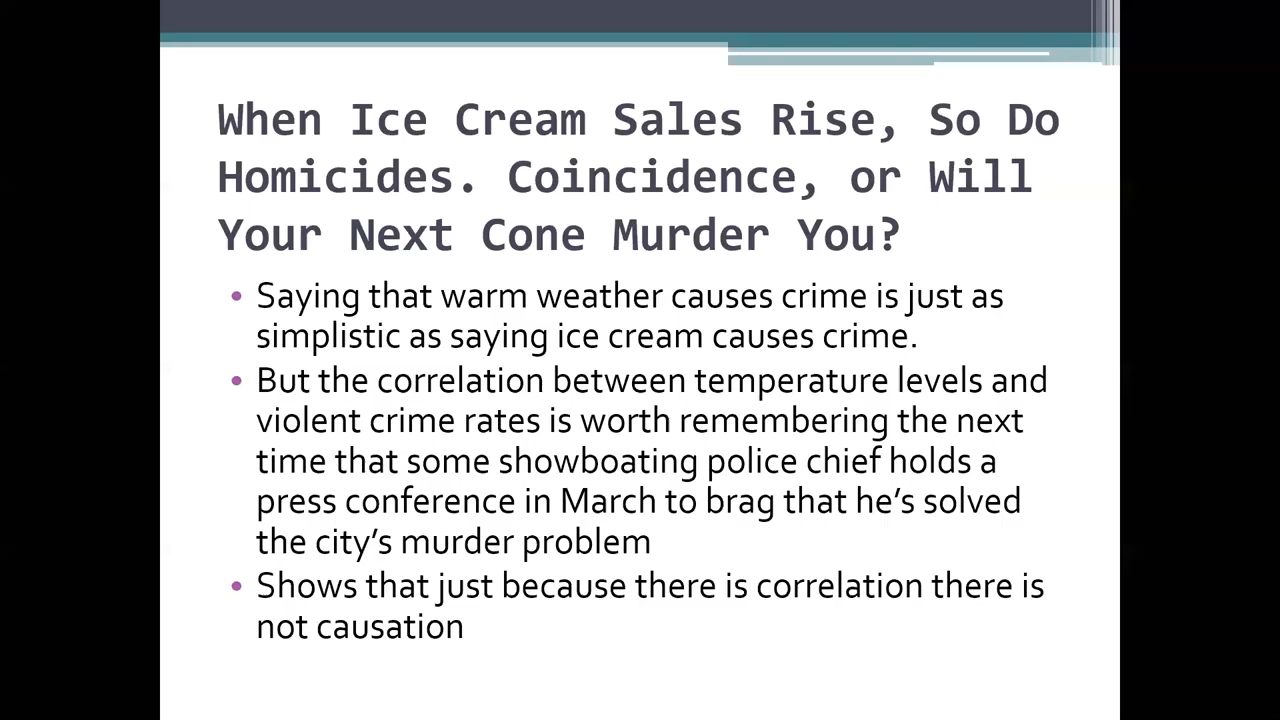 When Ice Cream Sales Rise, So Do
Homicides. Coincidence, or Will
Your Next Cone Murder You?
• Saying that warm weather causes crime is just as
simplistic as saying ice cream causes crime.
• But the correlation between temperature levels and
violent crime rates is worth remembering the next
time that some showboating police chief holds a
press conference in March to brag that he’s solved
the city’s murder problem
• Shows that just because there is correlation there is
not causation